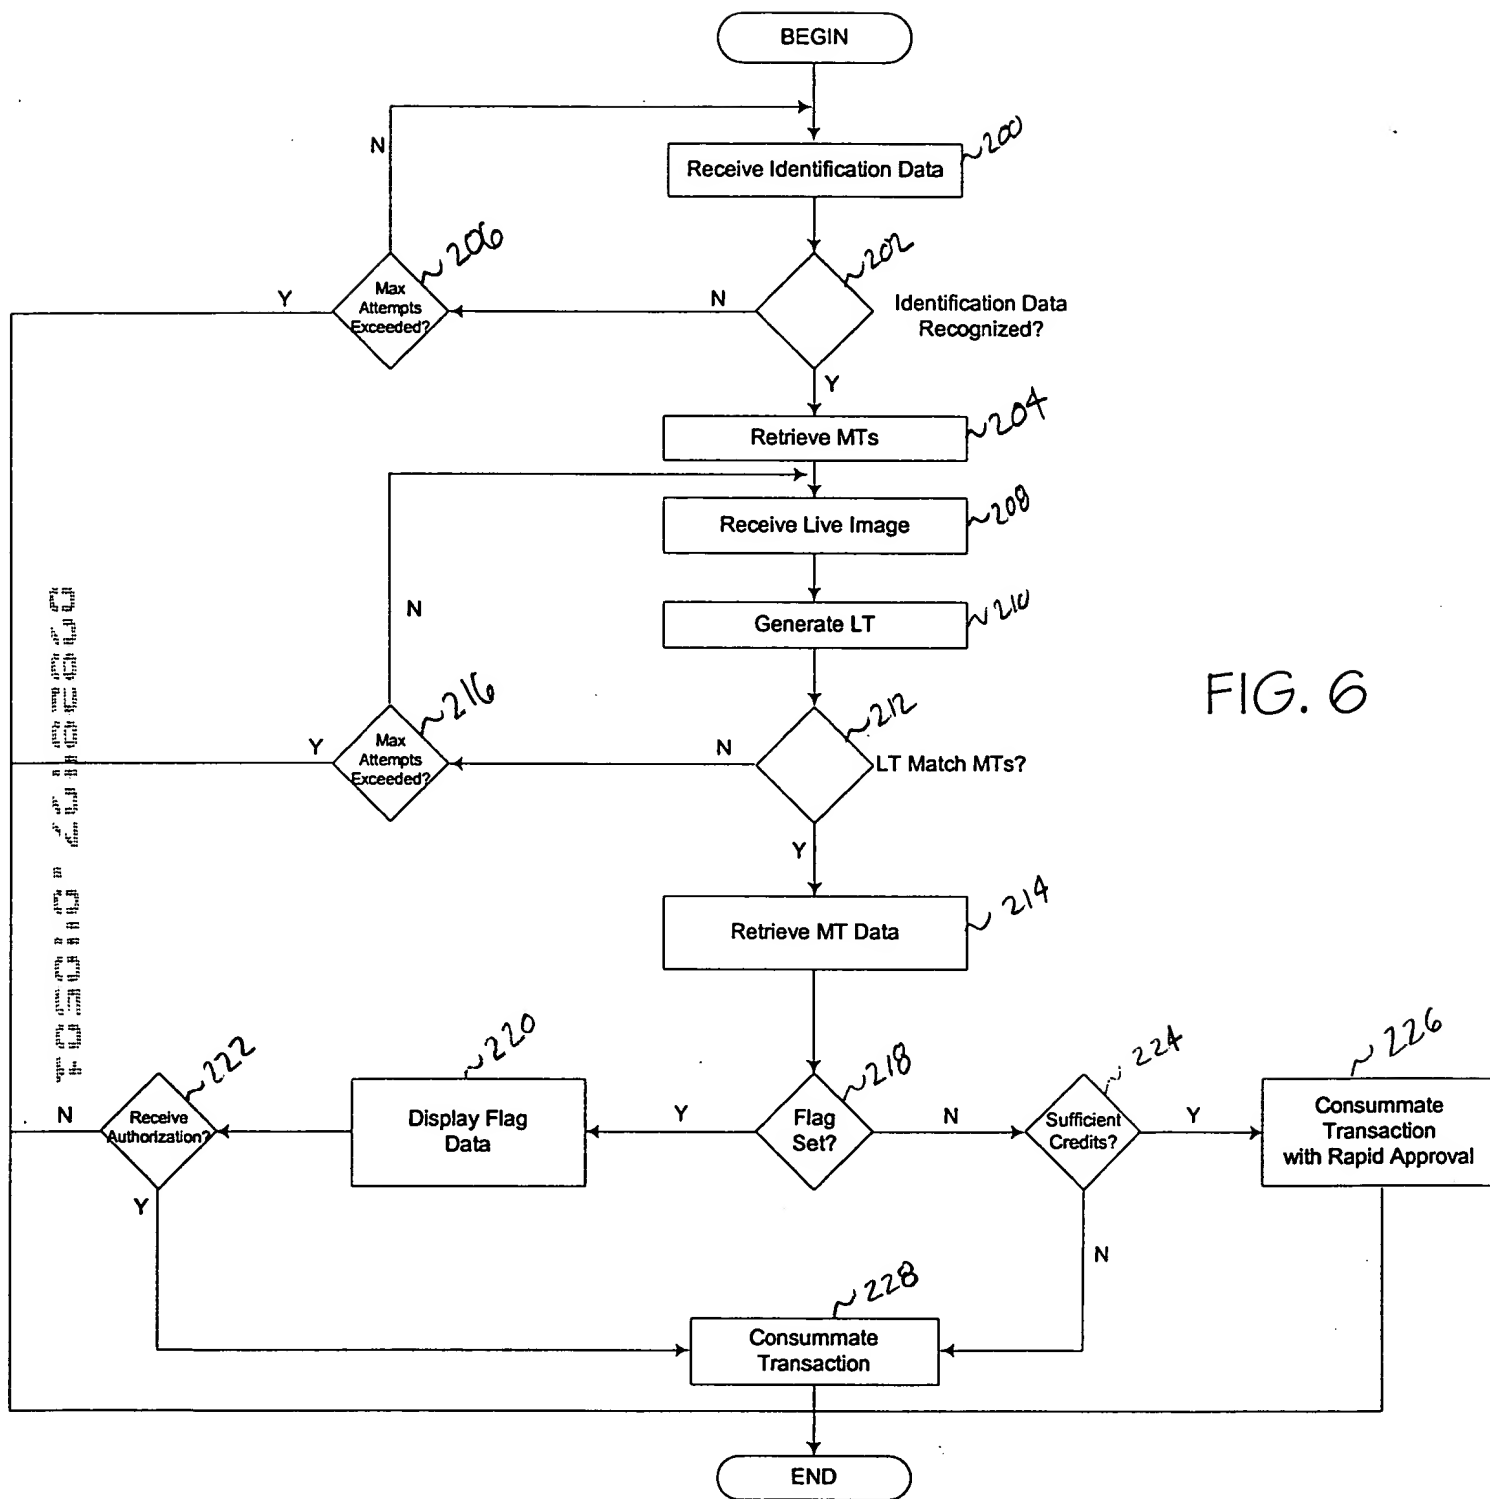 BEGIN
N
Receive Identification Data
200
206
202
Y
Max
Attempts
Exceeded?
N
Identification Data
Recognized?
Y
Retrieve MTs
204
Receive Live Image
208
N
Generate LT
210
FIG. 6
216
212
Y
Max
Attempts
Exceeded?
N
LT Match MTs?
Y
Retrieve MT Data
214
222
220
218
224
226
N
Receive
Authorization?
Display Flag
Data
Y
Flag
Set?
N
Sufficient
Credits?
Y
Consummate
Transaction
with Rapid Approval
Y
N
228
Consummate
Transaction
END